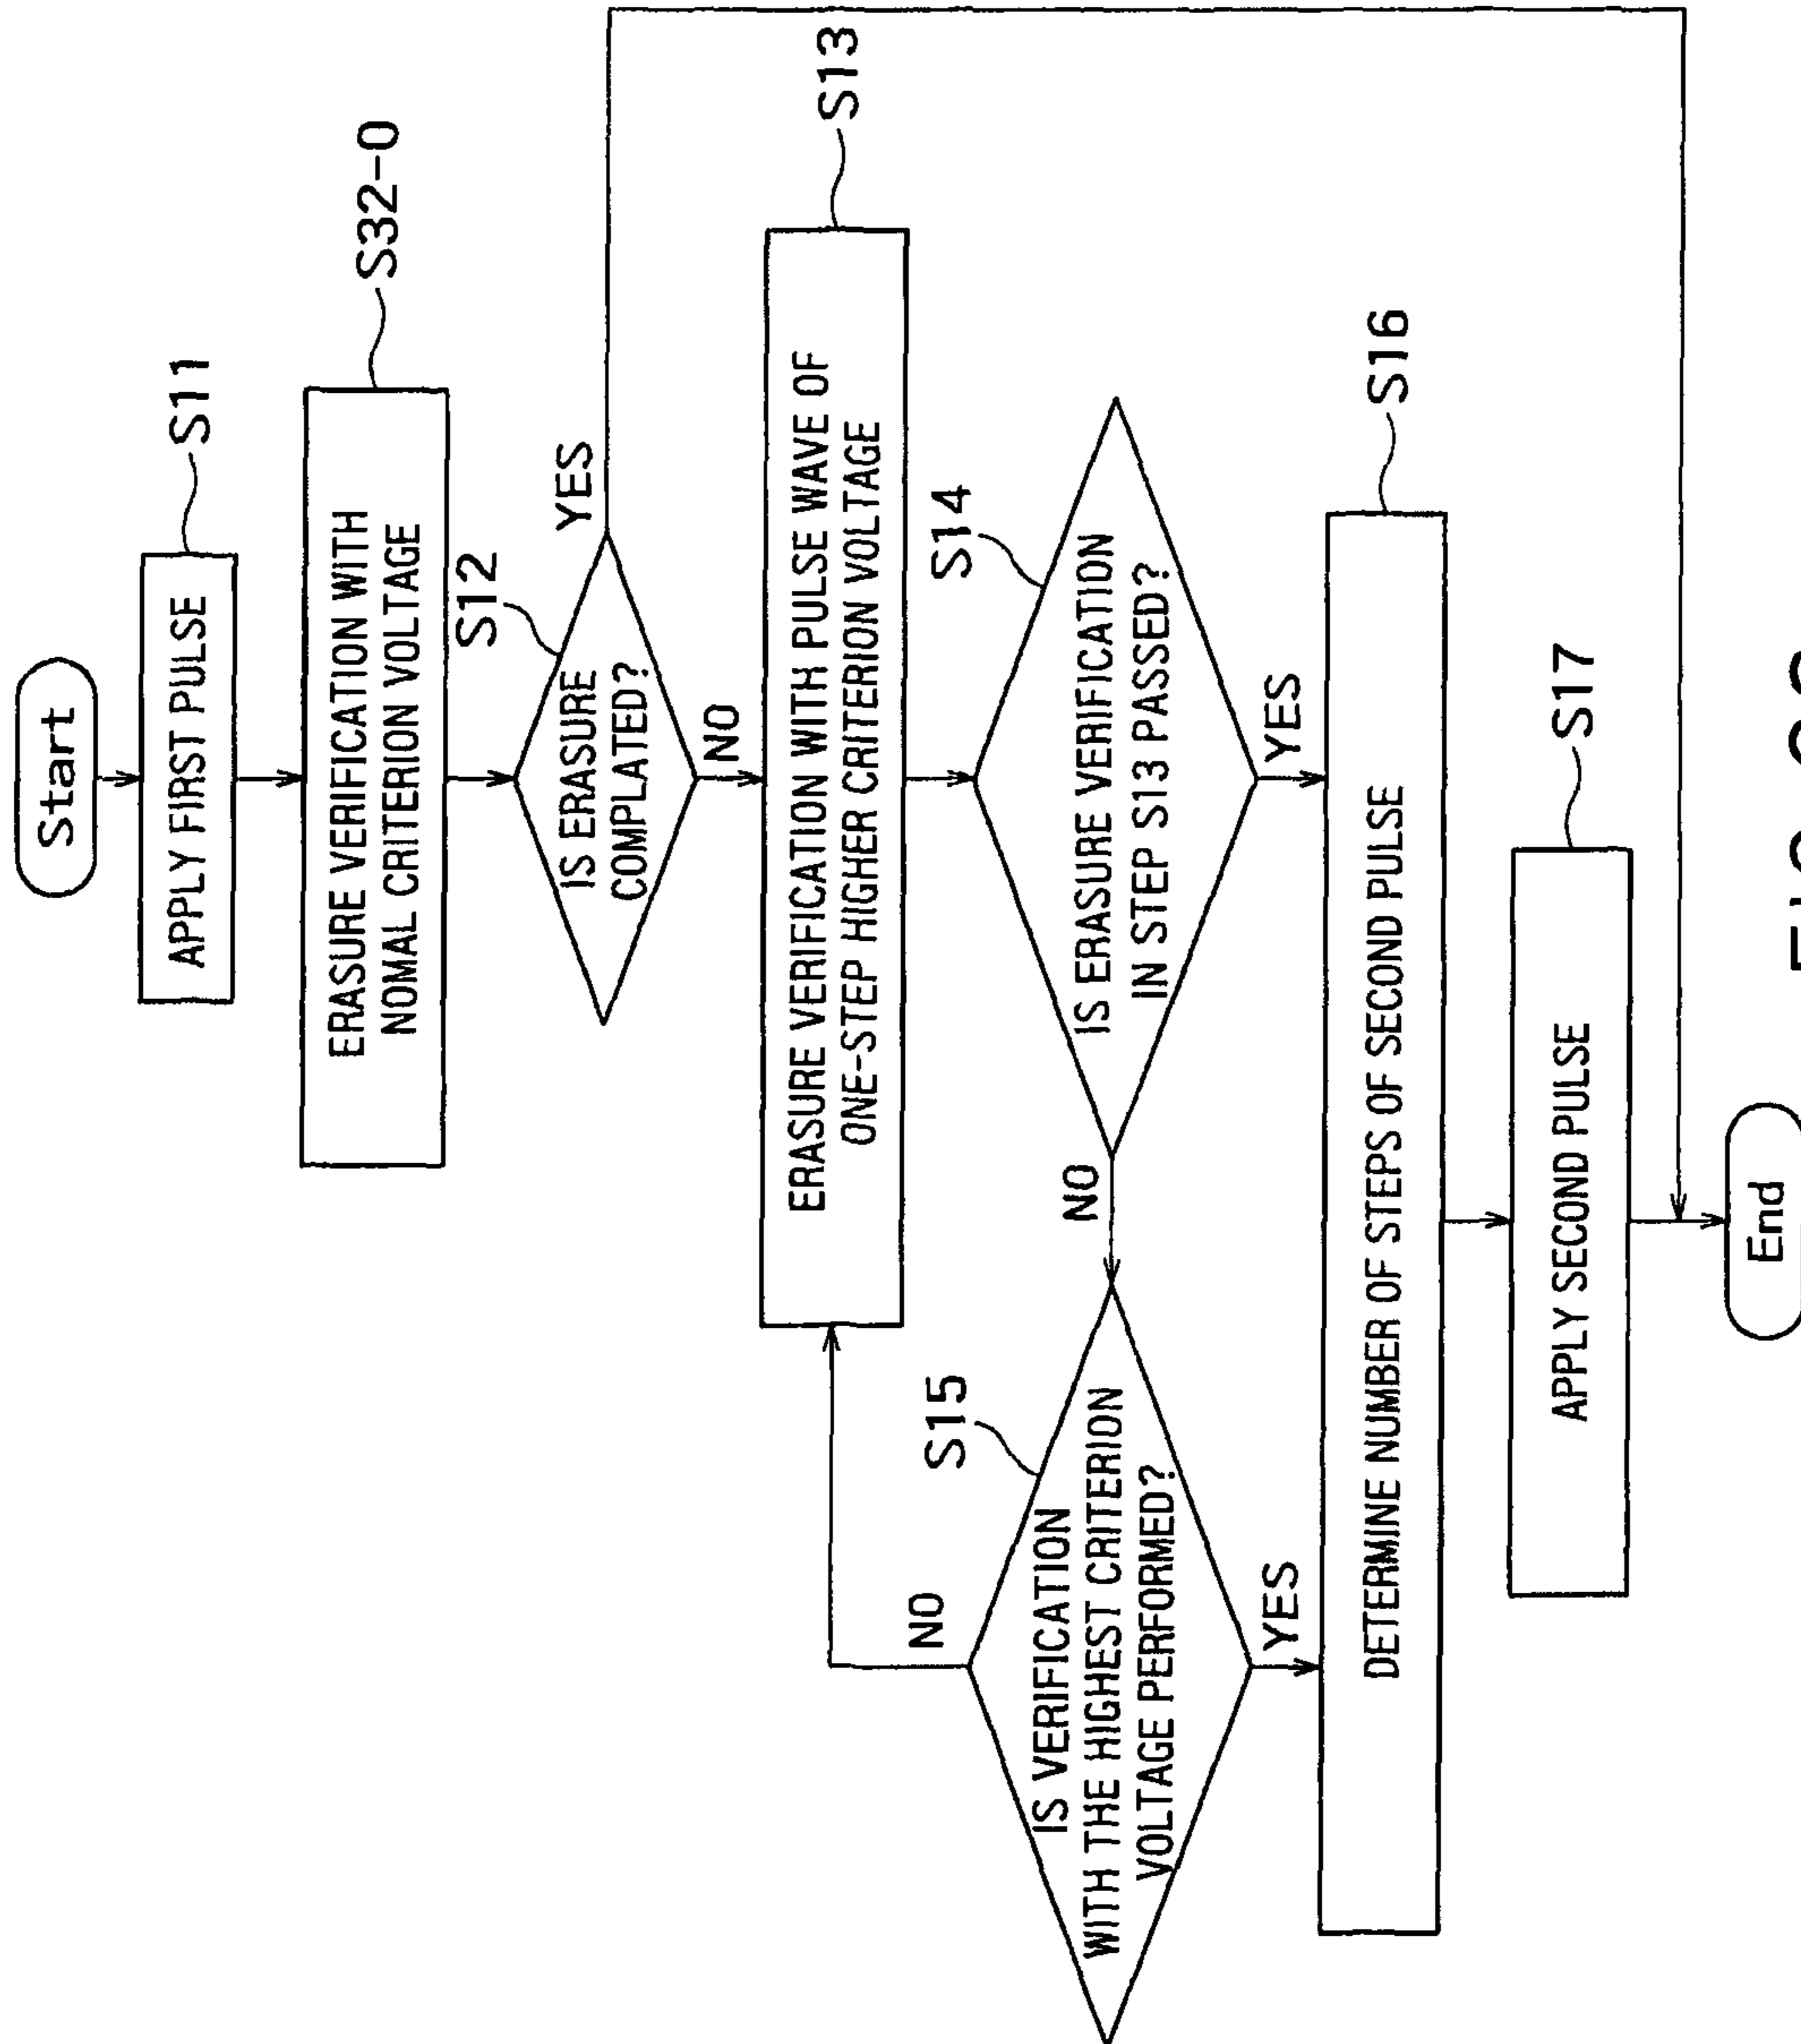 Start
APPLY FIRST PULSE
S11
ERASURE VERIFICATION WITH
NOMAL CRITERION VOLTAGE
S32-0
S12
IS ERASURE
COMPLATED?
YES
NO
ERASURE VERIFICATION WITH PULSE WAVE OF
ONE-STEP HIGHER CRITERION VOLTAGE
S13
S14
IS ERASURE VERIFICATION
IN STEP S13 PASSED?
NO
YES
S15
IS VERIFICATION
WITH THE HIGHEST CRITERION
VOLTAGE PERFORMED?
NO
YES
DETERMINE NUMBER OF STEPS OF SECOND PULSE
S16
APPLY SECOND PULSE
S17
End